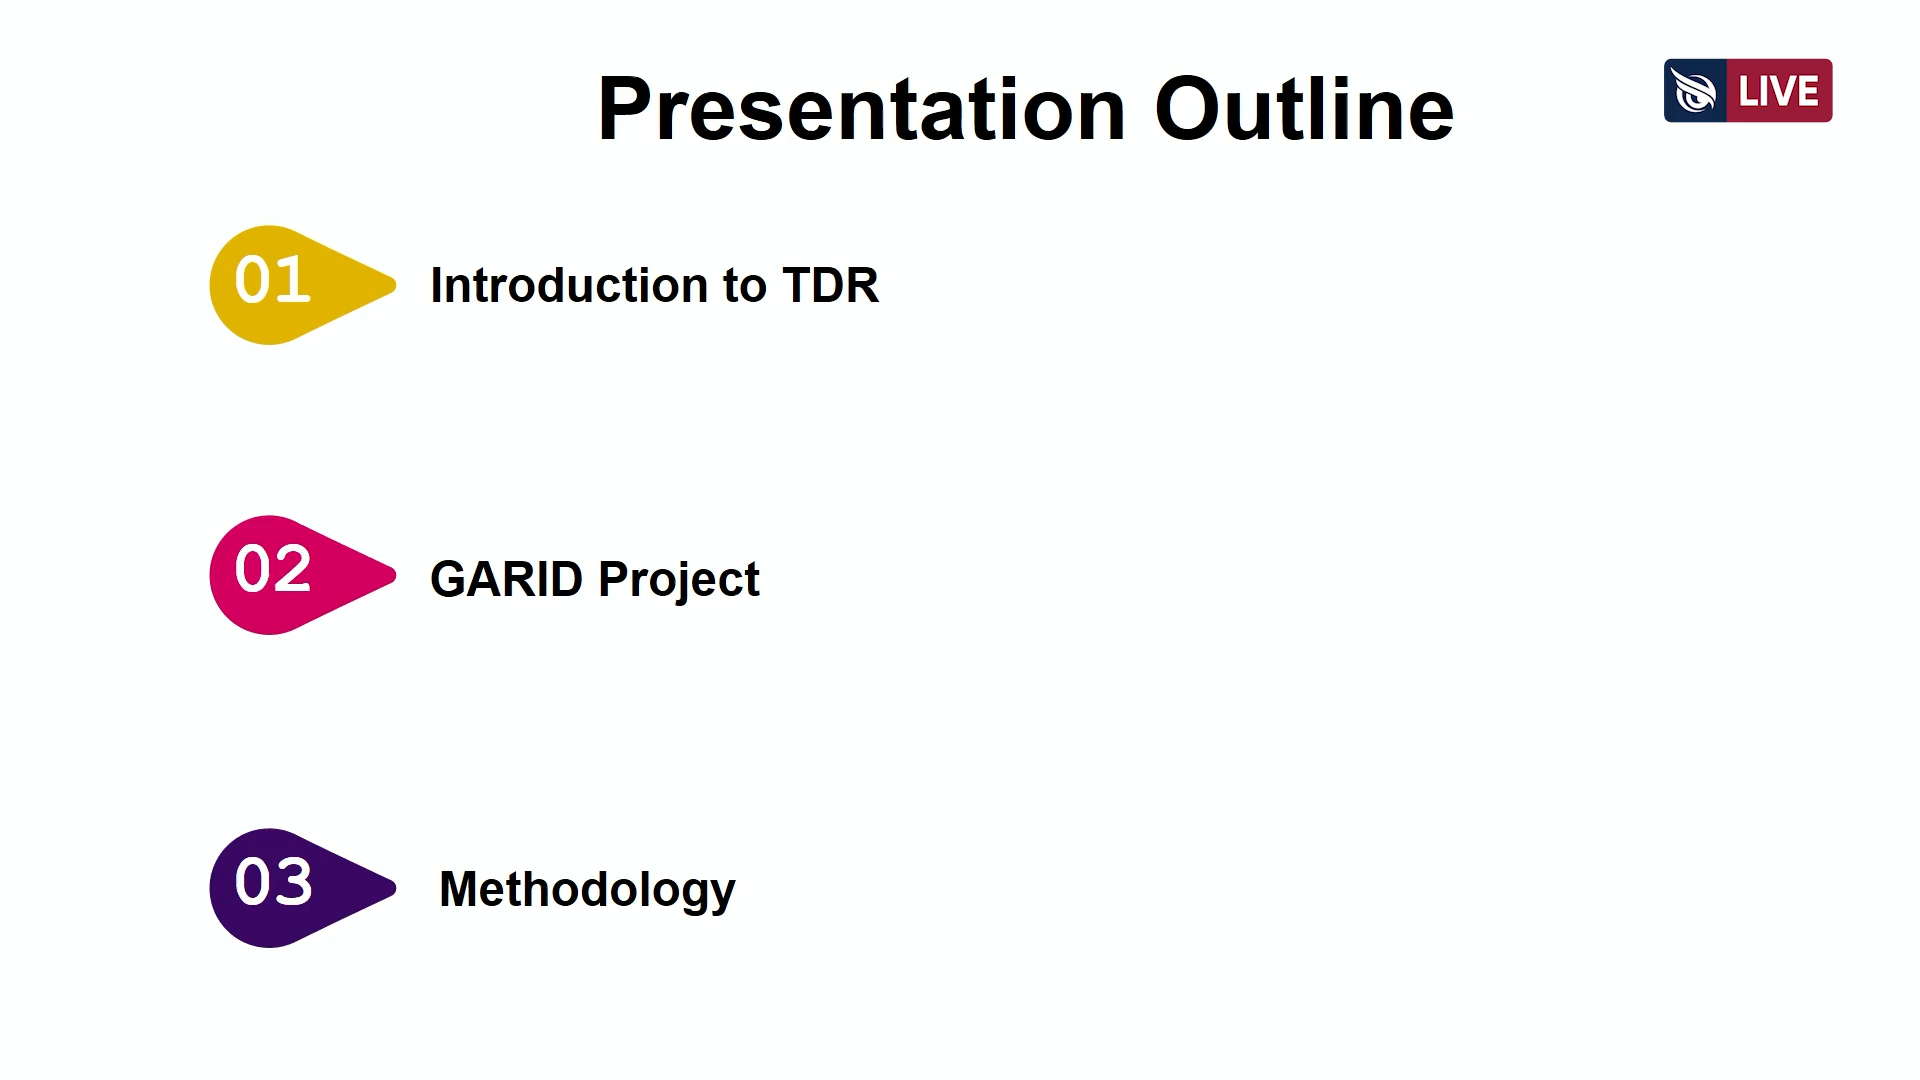 Presentation Outline
LIVE
01
Introduction to TDR
02
GARID Project
03
Methodology